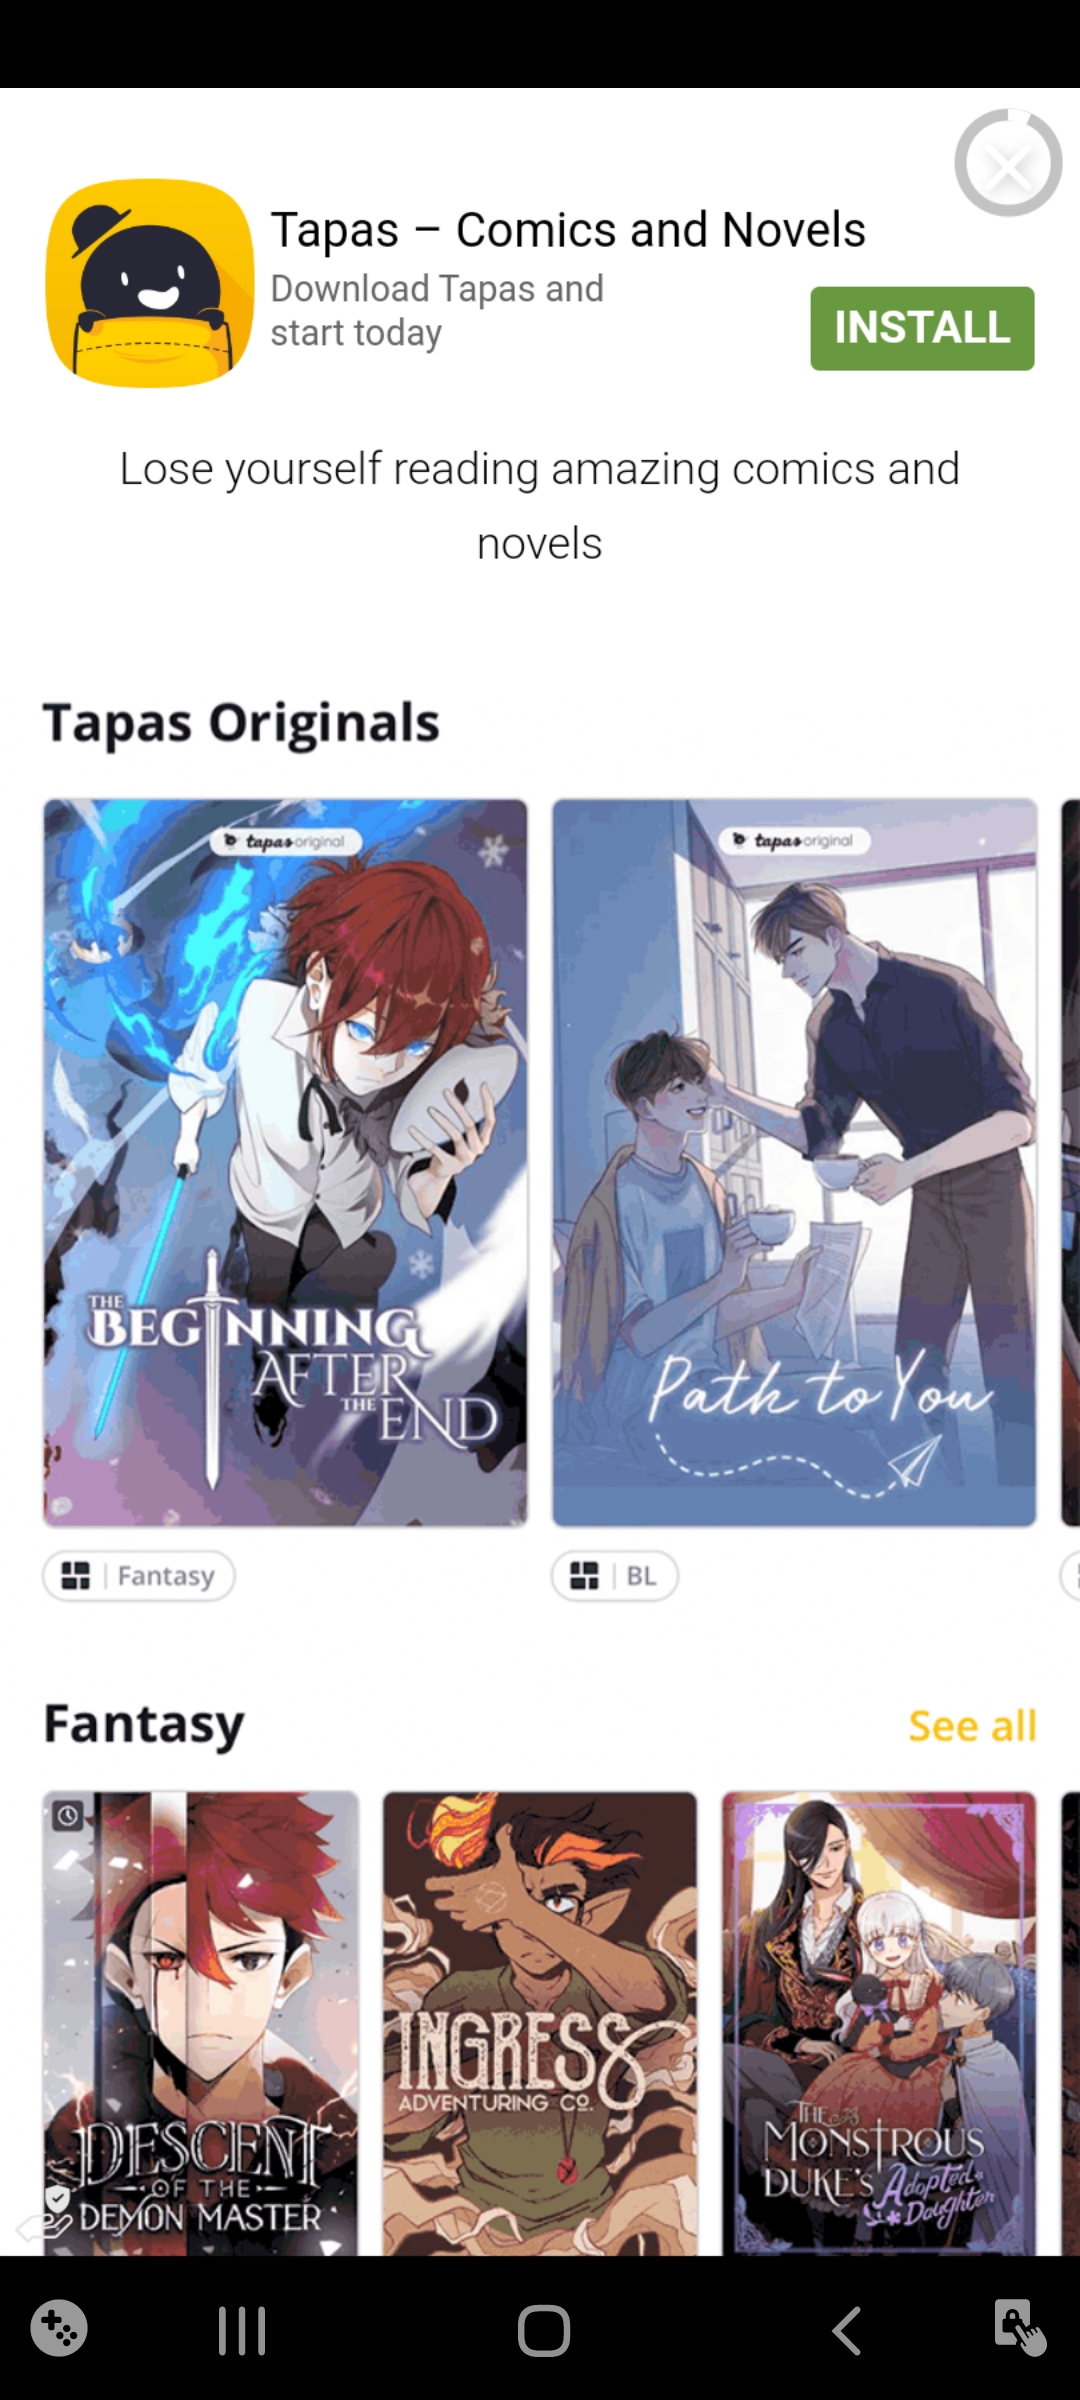 Tapas – Comics and Novels
Download Tapas and
start today
INSTALL
Lose yourself reading amazing comics and
novels
Tapas Originals
tapas original
THE
BEGINNING
AFTER
THE END
tapas original
Path to You
Fantasy
BL
Fantasy
See all
DESCENT
OF THE
DEMON MASTER
INGRESS
ADVENTURING CO.
THE
MONSTROUS
DUKE'S Adopted
Daughter